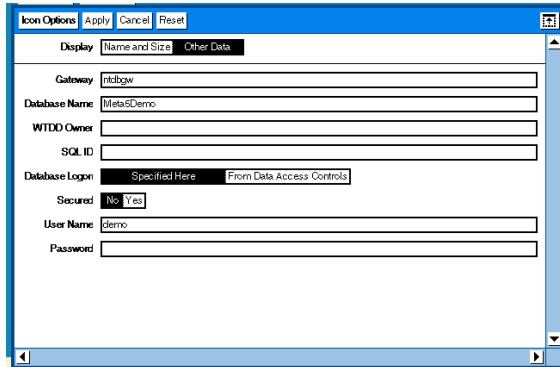 Icon Options Apply Cancel Reset
Display Name and Size Other Data
Gateway ntdbgw
Database Name Meta5Demo
WTDD Owner
SQL ID
Database Logon Specified Here From Data Access Controls
Secured No Yes
User Name demo
Password